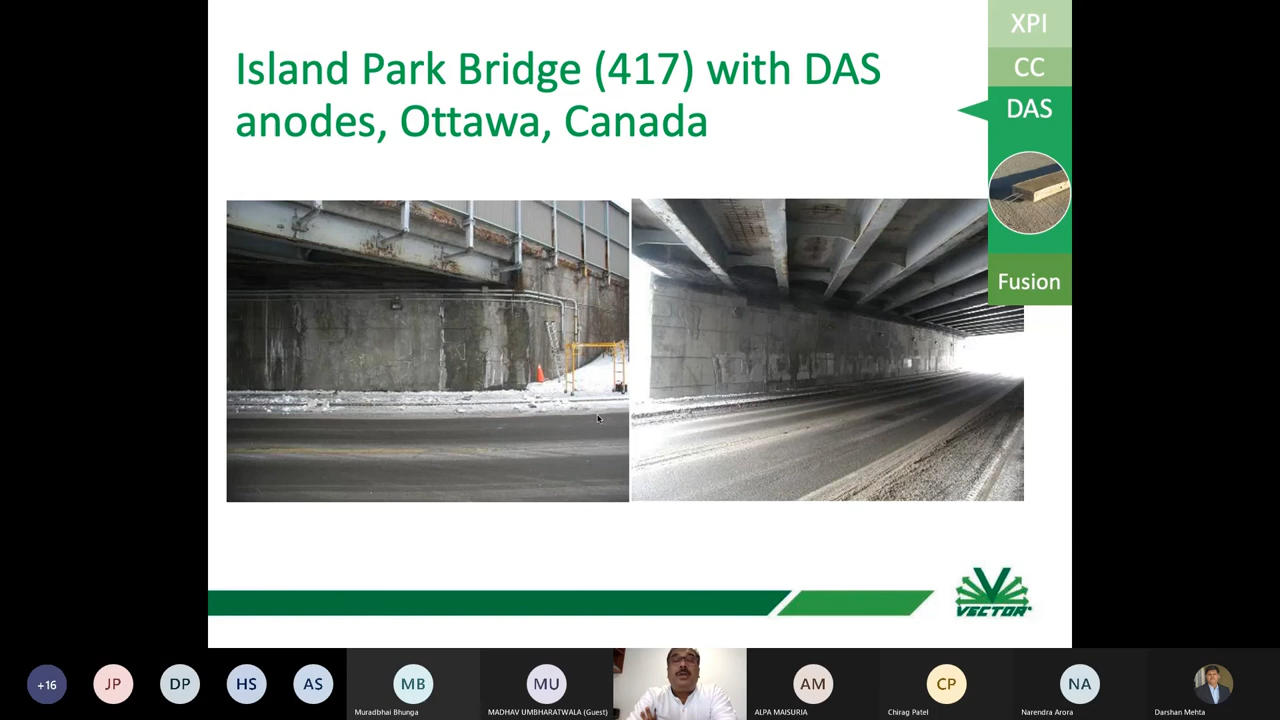 XPI
Island Park Bridge (417) with DAS
CC
DAS
anodes, Ottawa, Canada
Fusion
VECTOR
+16
JP
DP
HS
AS
MB
Muradbhai Bhunga
MU
MADHAV UMBHARATWALA (Guest)
AM
ALPA MAISURIA
CP
Chirag Patel
NA
Narendra Arora
Darshan Mehta